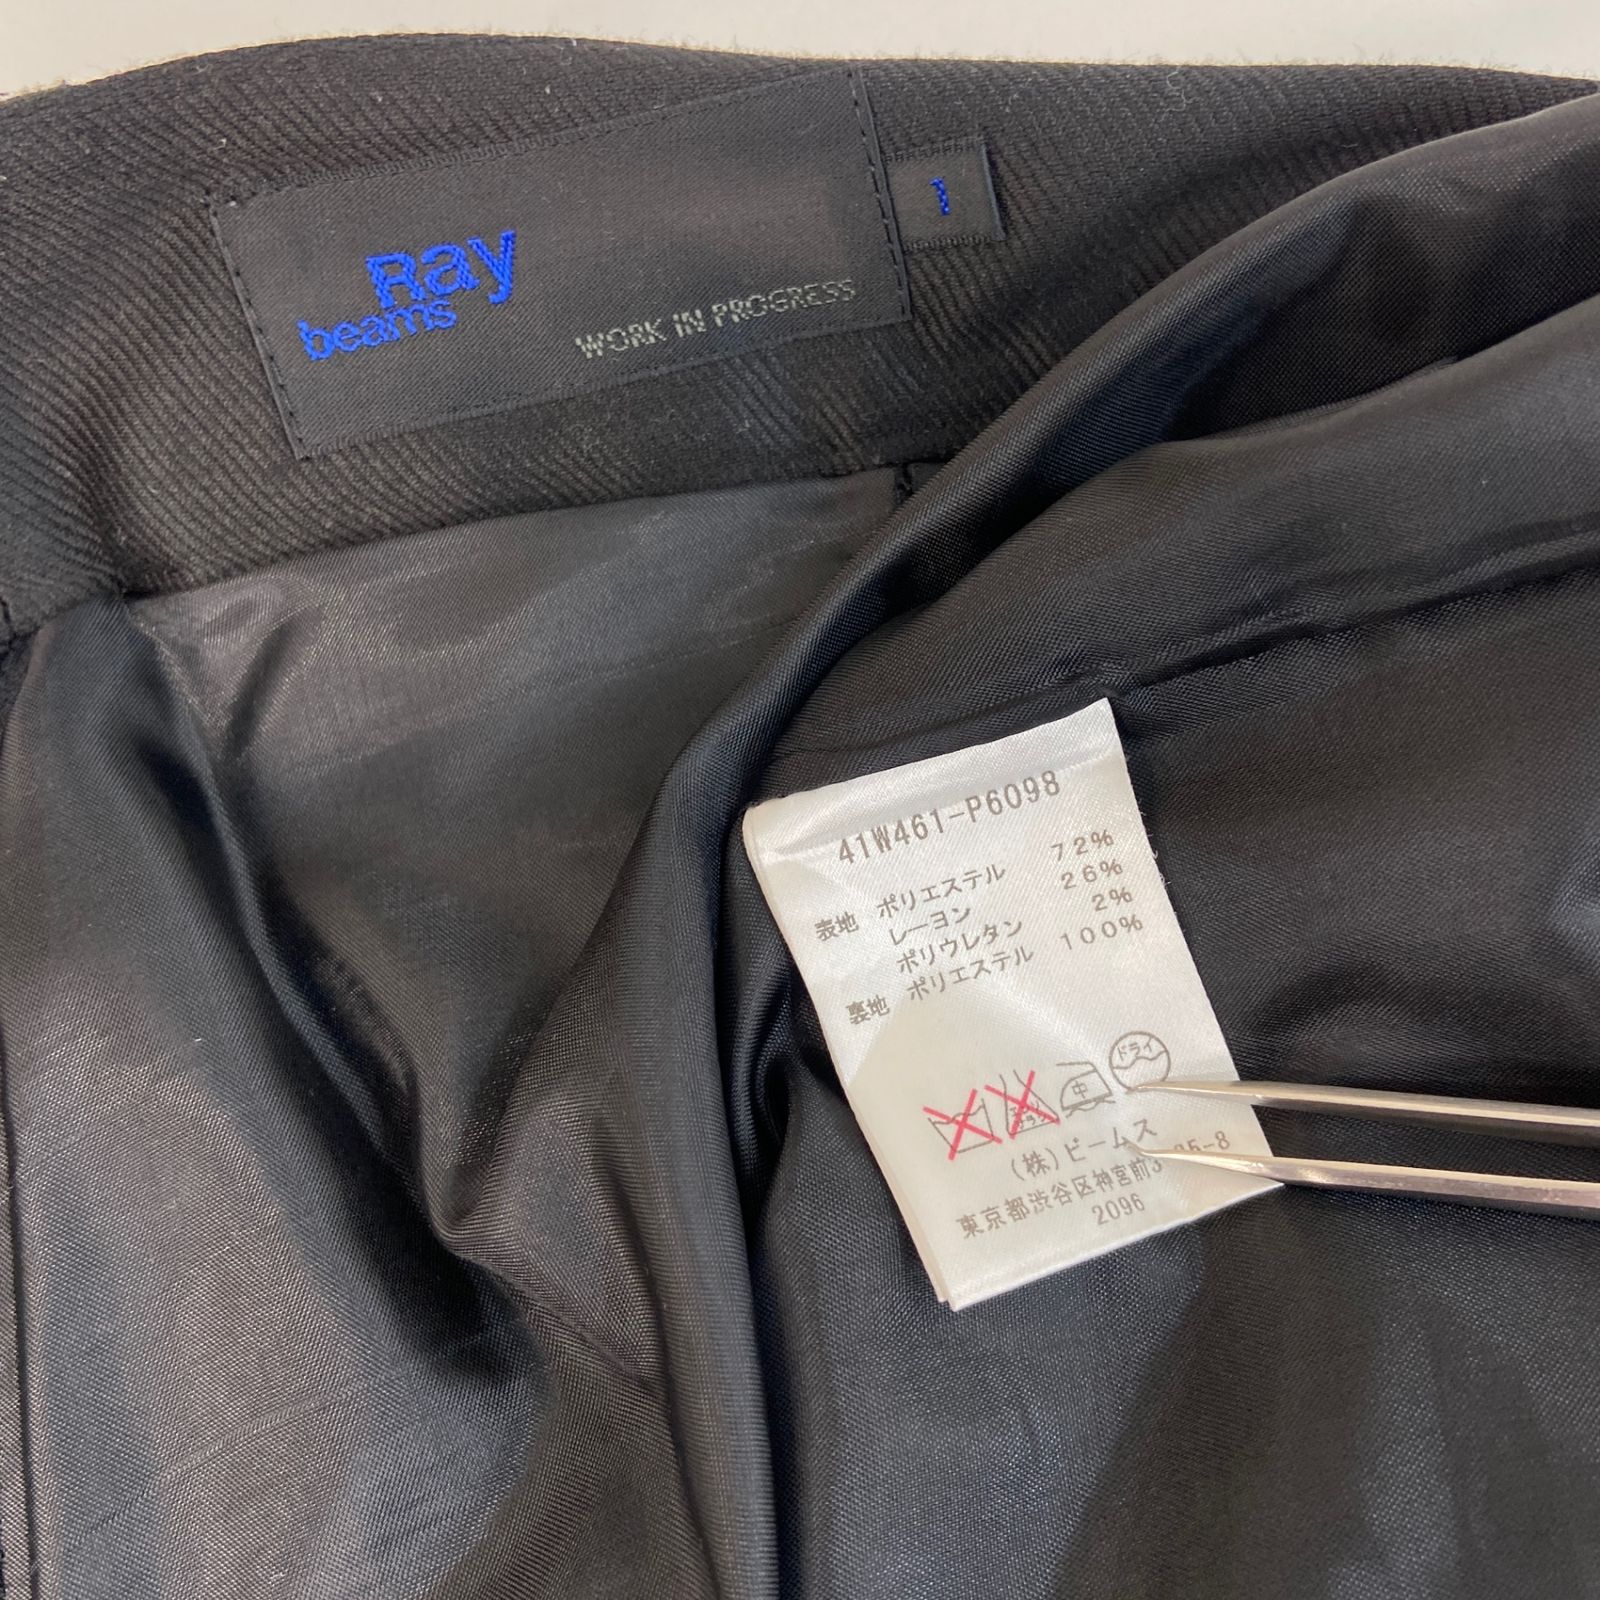 Ray
beams
WORK IN PROGRESS
1
41W461-P6098
表地 ポリエステル 72%
レーヨン 26%
ポリウレタン 2%
裏地 ポリエステル 100%
ドライ
中
(株)ビームス
東京都渋谷区神宮前3 25-8
2096